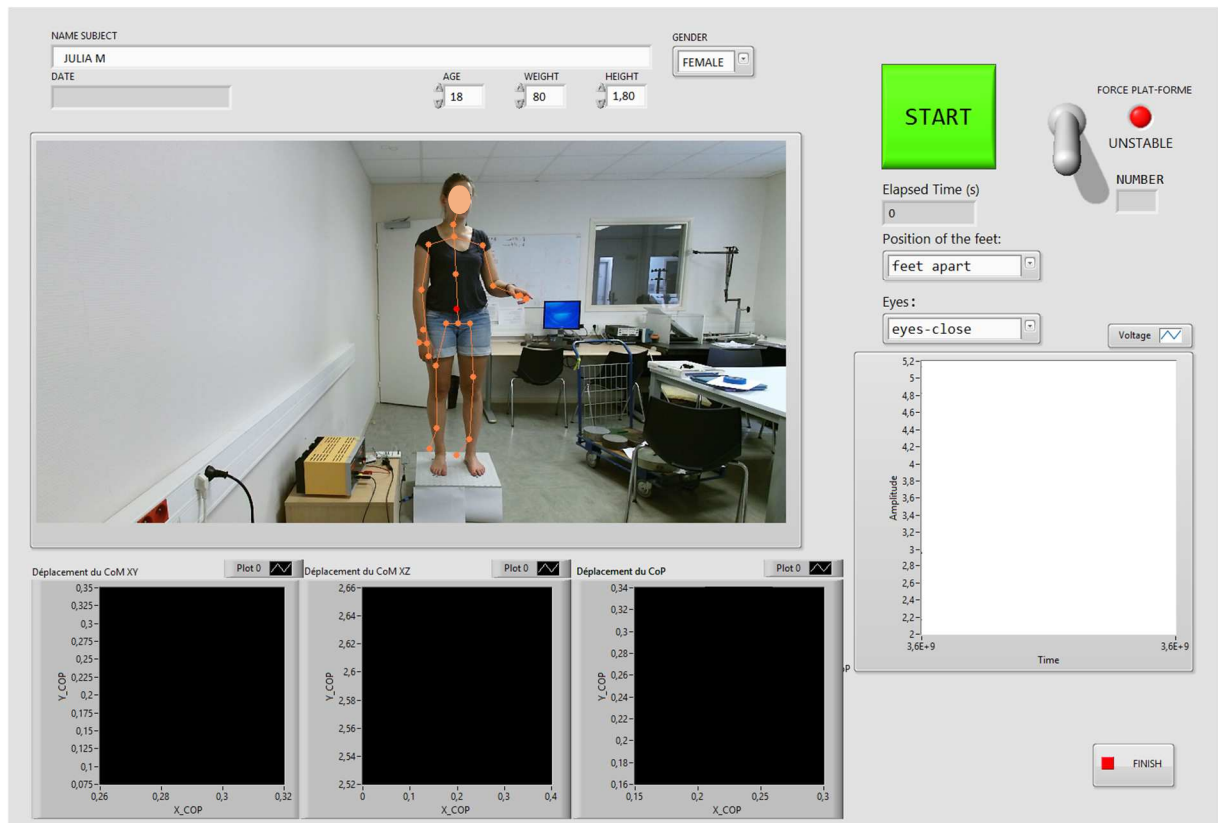 NAME SUBJECT
JULIA M
GENDER
FEMALE
DATE
AGE
18
WEIGHT
80
HEIGHT
1,80
START
FORCE PLAT-FORME
UNSTABLE
NUMBER
Elapsed Time (s)
0
Position of the feet:
feet apart
Eyes:
eyes-close
Voltage
5,2
5
4,8
4,6
4,4
4,2
4
3,8
3,6
3,4
3,2
3
2,8
2,6
2,4
2,2
2
Amplitude
3,6E+9
3,6E+9
Time
Déplacement du CoM XY
Plot 0
0,35
0,325
0,3
0,275
0,25
0,225
0,2
0,175
0,15
0,125
0,1
0,075
Y_COP
0,26
0,28
0,3
0,32
X_COP
Déplacement du CoM XZ
Plot 0
2,66
2,64
2,62
2,6
2,58
2,56
2,54
2,52
Y_COP
0
0,1
0,2
0,3
0,4
X_COP
Déplacement du CoP
Plot 0
0,34
0,32
0,3
0,28
0,26
0,24
0,22
0,2
0,18
0,16
Y_COP
0,15
0,2
0,25
0,3
X_COP
FINISH